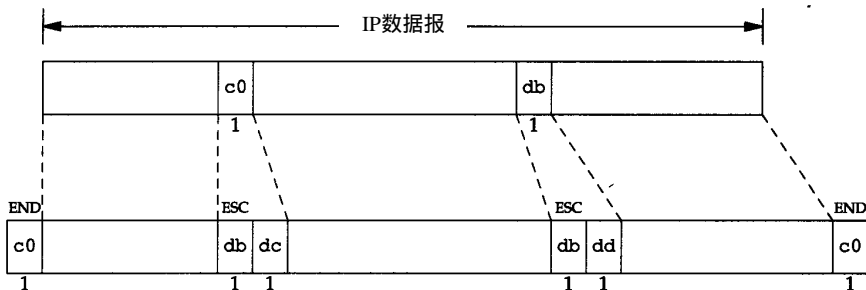 IP数据报
c0 db
1 1
END ESC ESC END
c0 db dc db dd c0
1 1 1 1 1 1